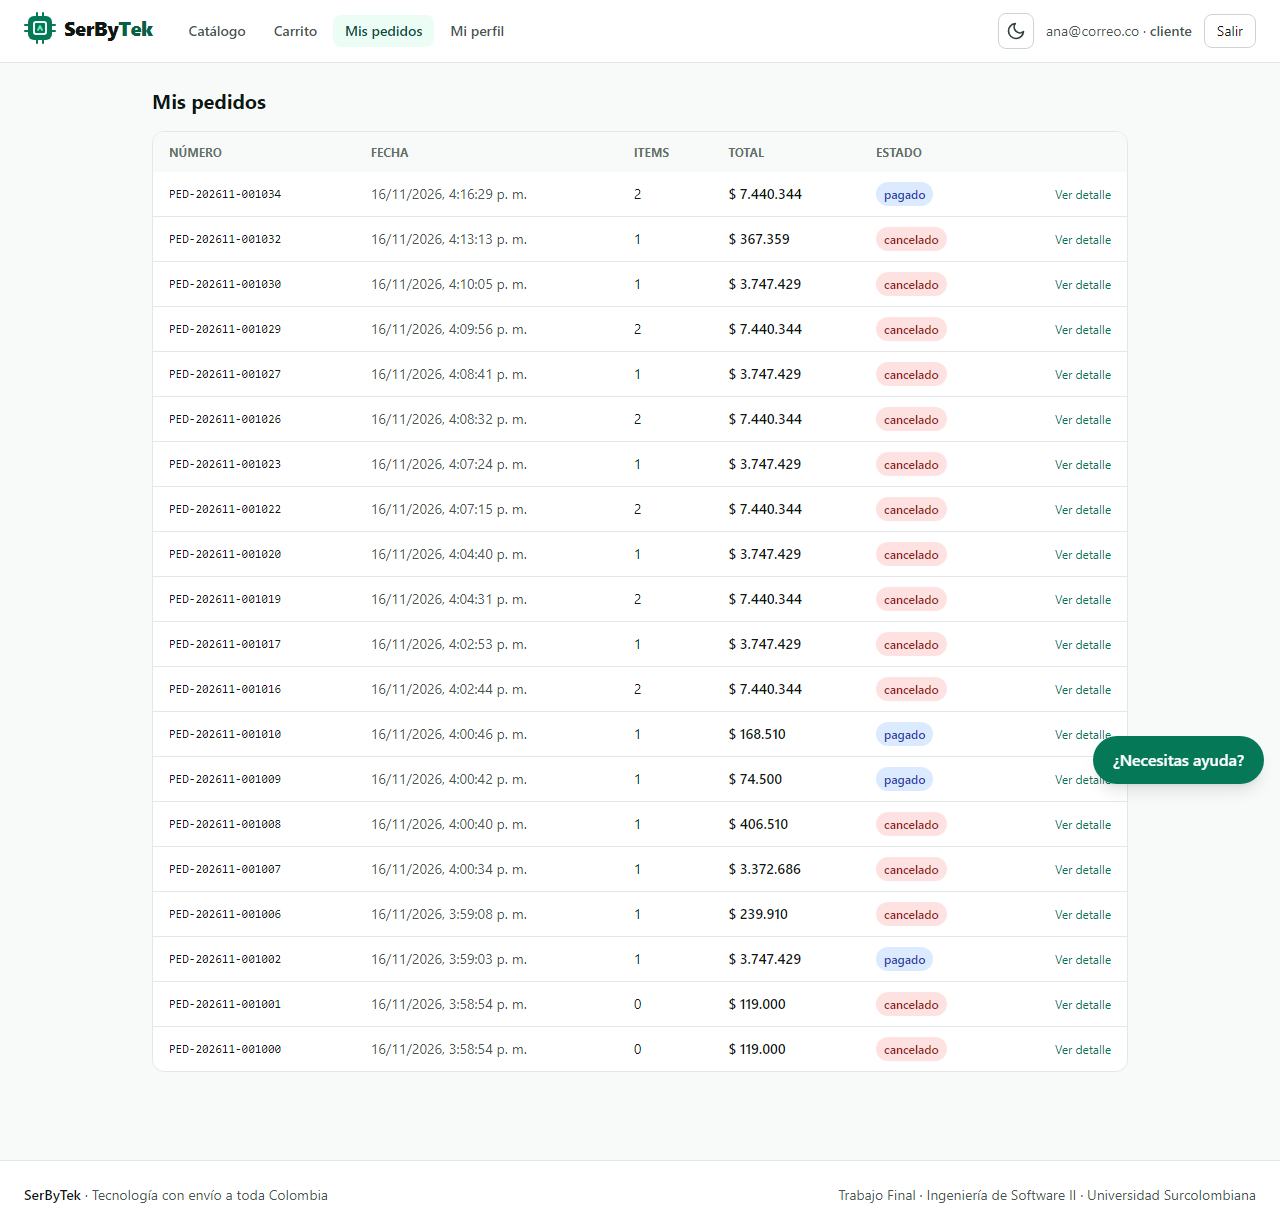 SerByTek Catálogo Carrito Mis pedidos Mi perfil ana@correo.co · cliente Salir
Mis pedidos
NÚMERO FECHA ITEMS TOTAL ESTADO
PED-202611-001034 16/11/2026, 4:16:29 p. m. 2 $ 7.440.344 pagado Ver detalle
PED-202611-001032 16/11/2026, 4:13:13 p. m. 1 $ 367.359 cancelado Ver detalle
PED-202611-001030 16/11/2026, 4:10:05 p. m. 1 $ 3.747.429 cancelado Ver detalle
PED-202611-001029 16/11/2026, 4:09:56 p. m. 2 $ 7.440.344 cancelado Ver detalle
PED-202611-001027 16/11/2026, 4:08:41 p. m. 1 $ 3.747.429 cancelado Ver detalle
PED-202611-001026 16/11/2026, 4:08:32 p. m. 2 $ 7.440.344 cancelado Ver detalle
PED-202611-001023 16/11/2026, 4:07:24 p. m. 1 $ 3.747.429 cancelado Ver detalle
PED-202611-001022 16/11/2026, 4:07:15 p. m. 2 $ 7.440.344 cancelado Ver detalle
PED-202611-001020 16/11/2026, 4:04:40 p. m. 1 $ 3.747.429 cancelado Ver detalle
PED-202611-001019 16/11/2026, 4:04:31 p. m. 2 $ 7.440.344 cancelado Ver detalle
PED-202611-001017 16/11/2026, 4:02:53 p. m. 1 $ 3.747.429 cancelado Ver detalle
PED-202611-001016 16/11/2026, 4:02:44 p. m. 2 $ 7.440.344 cancelado Ver detalle
PED-202611-001010 16/11/2026, 4:00:46 p. m. 1 $ 168.510 pagado Ver detalle
¿Necesitas ayuda?
PED-202611-001009 16/11/2026, 4:00:42 p. m. 1 $ 74.500 pagado Ver detalle
PED-202611-001008 16/11/2026, 4:00:40 p. m. 1 $ 406.510 cancelado Ver detalle
PED-202611-001007 16/11/2026, 4:00:34 p. m. 1 $ 3.372.686 cancelado Ver detalle
PED-202611-001006 16/11/2026, 3:59:08 p. m. 1 $ 239.910 cancelado Ver detalle
PED-202611-001002 16/11/2026, 3:59:03 p. m. 1 $ 3.747.429 pagado Ver detalle
PED-202611-001001 16/11/2026, 3:58:54 p. m. 0 $ 119.000 cancelado Ver detalle
PED-202611-001000 16/11/2026, 3:58:54 p. m. 0 $ 119.000 cancelado Ver detalle
SerByTek · Tecnología con envío a toda Colombia Trabajo Final · Ingeniería de Software II · Universidad Surcolombiana